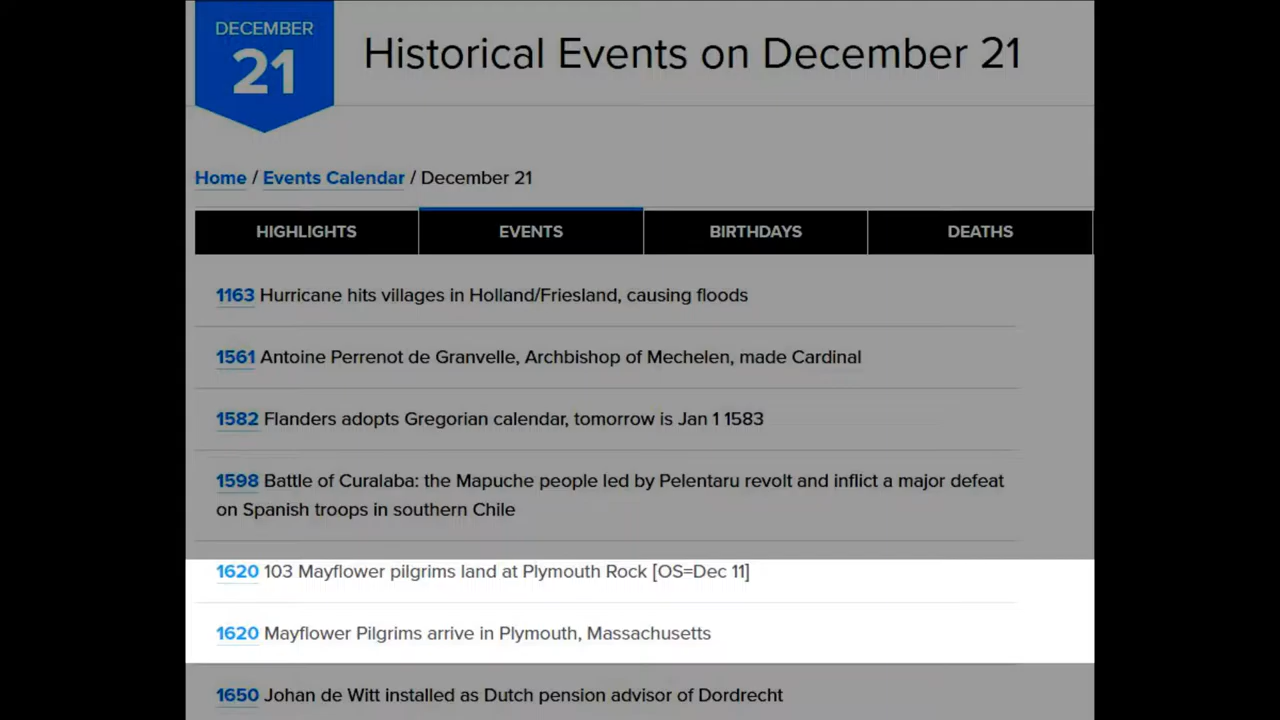 DECEMBER
21
Historical Events on December 21
Home / Events Calendar / December 21
HIGHLIGHTS
EVENTS
BIRTHDAYS
DEATHS
1163 Hurricane hits villages in Holland/Friesland, causing floods
1561 Antoine Perrenot de Granvelle, Archbishop of Mechelen, made Cardinal
1582 Flanders adopts Gregorian calendar, tomorrow is Jan 1 1583
1598 Battle of Curalaba: the Mapuche people led by Pelentaru revolt and inflict a major defeat
on Spanish troops in southern Chile
1620 103 Mayflower pilgrims land at Plymouth Rock [OS=Dec 11]
1620 Mayflower Pilgrims arrive in Plymouth, Massachusetts
1650 Johan de Witt installed as Dutch pension advisor of Dordrecht